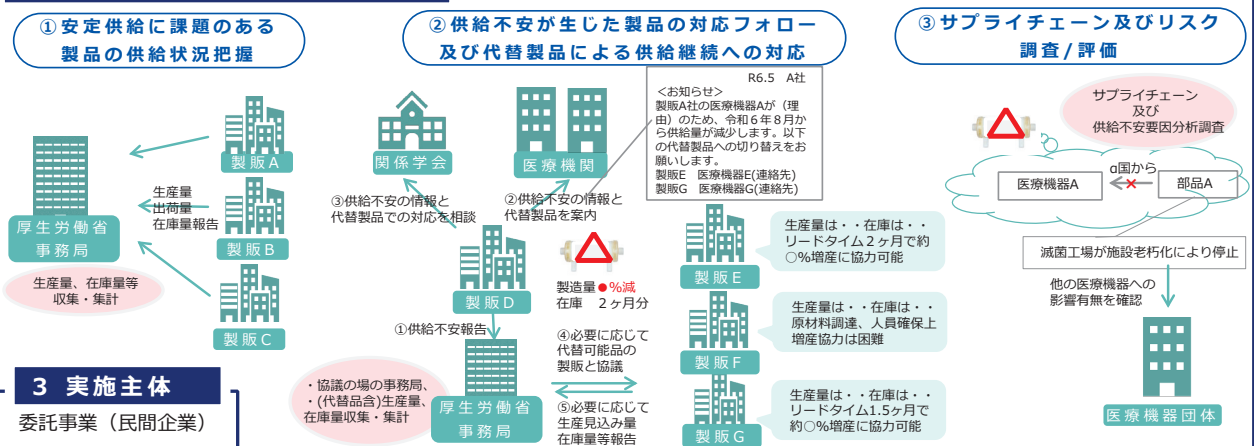 ①安定供給に課題のある
製品の供給状況把握
製販A
製販B
製販C
生産量
出荷量
在庫量報告
厚生労働省
事務局
生産量、在庫量等
収集・集計
②供給不安が生じた製品の対応フォロー
及び代替製品による供給継続への対応
関係学会
医療機関
R6.5 A社
<お知らせ>
製販A社の医療機器Aが（理
由）のため、令和６年８月か
ら供給量が減少します。以下
の代替製品への切り替えをお
願いします。
製販E 医療機器E(連絡先)
製販G 医療機器G(連絡先)
③供給不安の情報と
代替製品での対応を相談
②供給不安の情報と
代替製品を案内
製販D
製造量●%減
在庫 2ヶ月分
①供給不安報告
④必要に応じて
代替可能品の
製販と協議
⑤必要に応じて
生産見込み量
在庫量等報告
・協議の場の事務局、
・(代替品含)生産量、
在庫量収集・集計
厚生労働省
事務局
製販E
生産量は・・在庫は・・
リードタイム２ヶ月で約
○%増産に協力可能
製販F
生産量は・・在庫は・・
原材料調達、人員確保上
増産協力は困難
製販G
生産量は・・在庫は・・
リードタイム1.5ヶ月で
約○%増産に協力可能
③サプライチェーン及びリスク
調査/評価
サプライチェーン
及び
供給不安要因分析調査
医療機器A
α国から
部品A
滅菌工場が施設老朽化により停止
他の医療機器への
影響有無を確認
医療機器団体
3 実施主体
委託事業（民間企業）